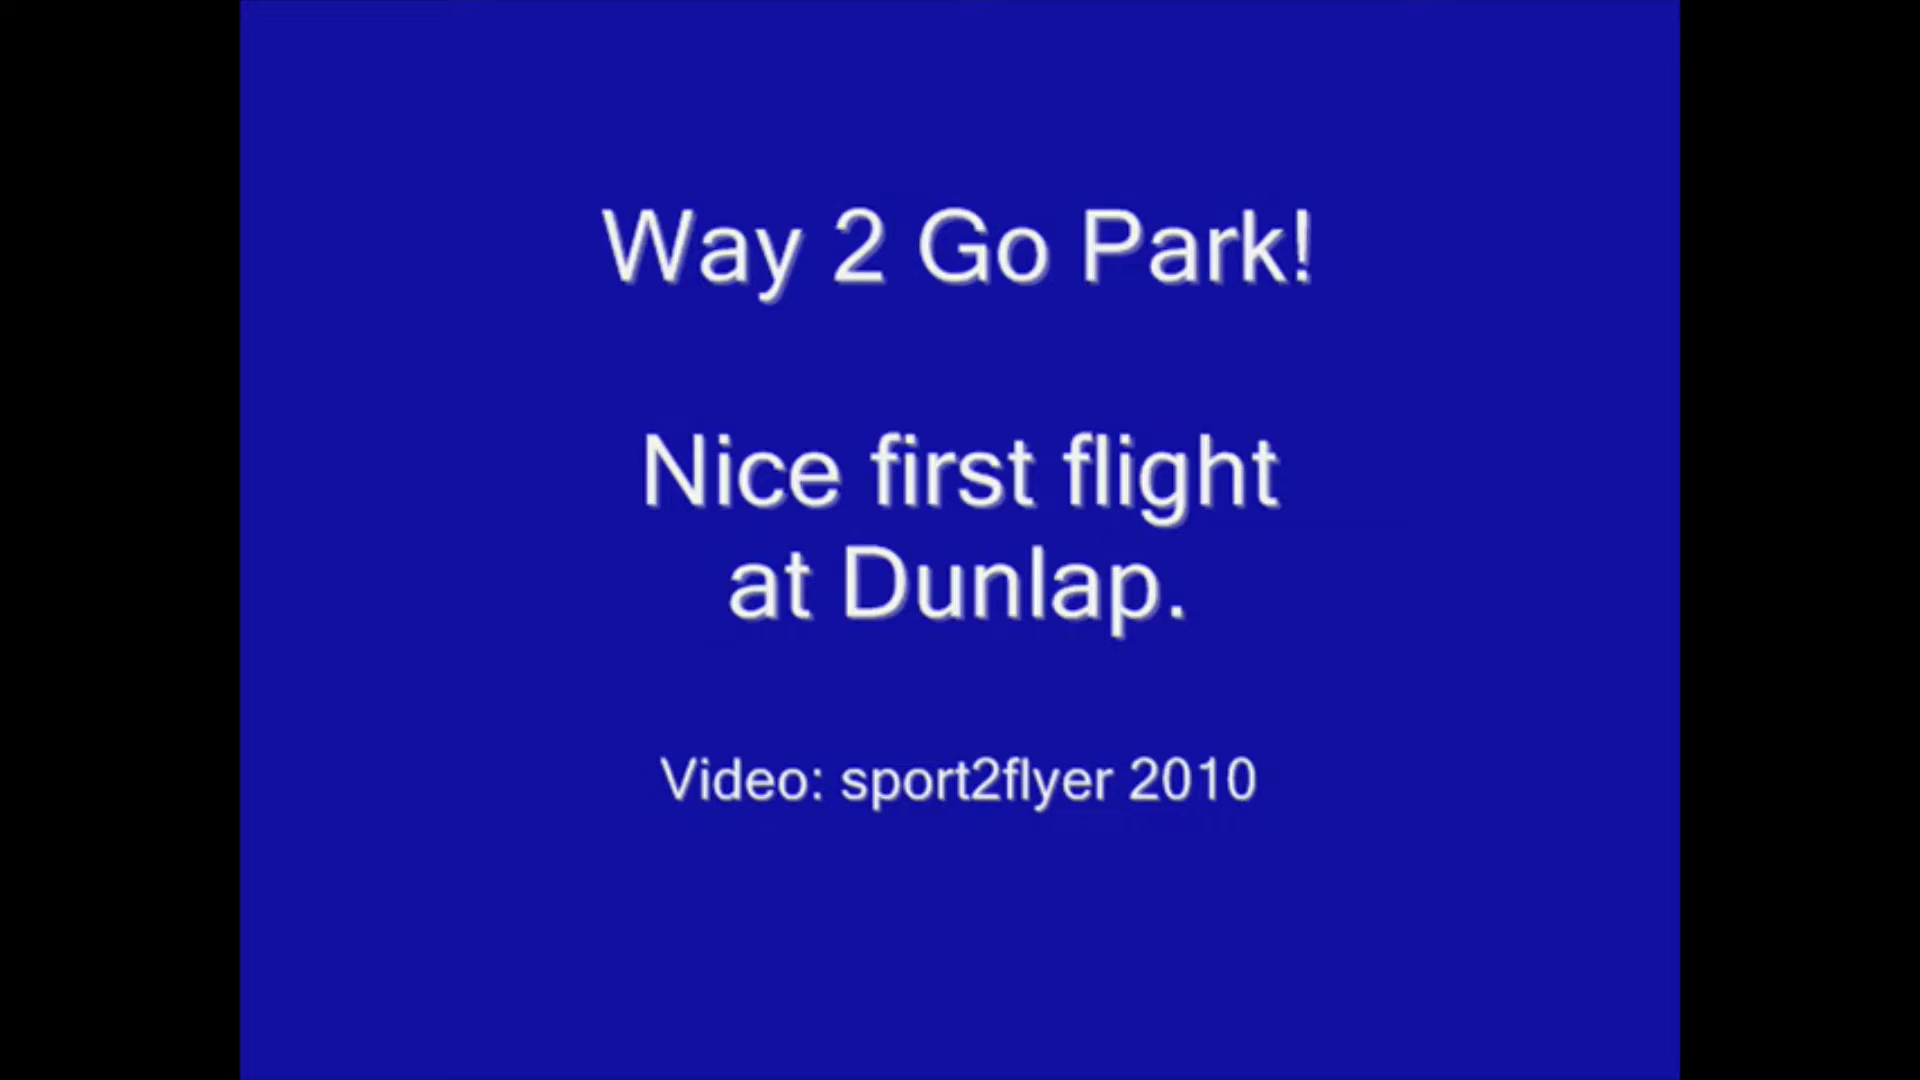 Way 2 Go Park!
Nice first flight
at Dunlap.
Video: sport2flyer 2010